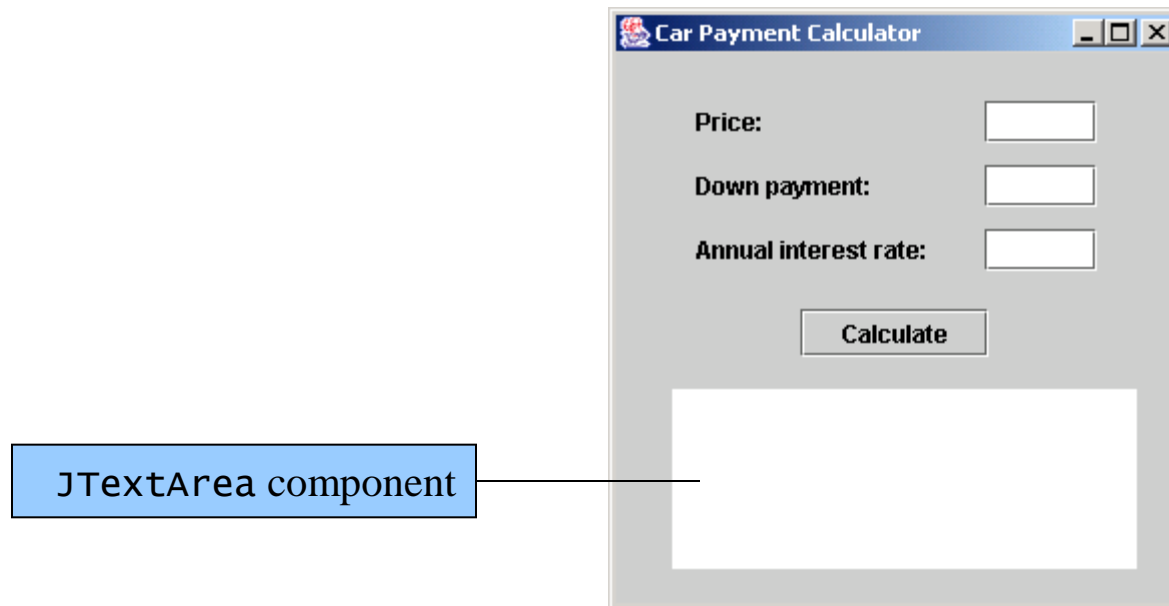 Car Payment Calculator
Price:
Down payment:
Annual interest rate:
Calculate
JTextArea component